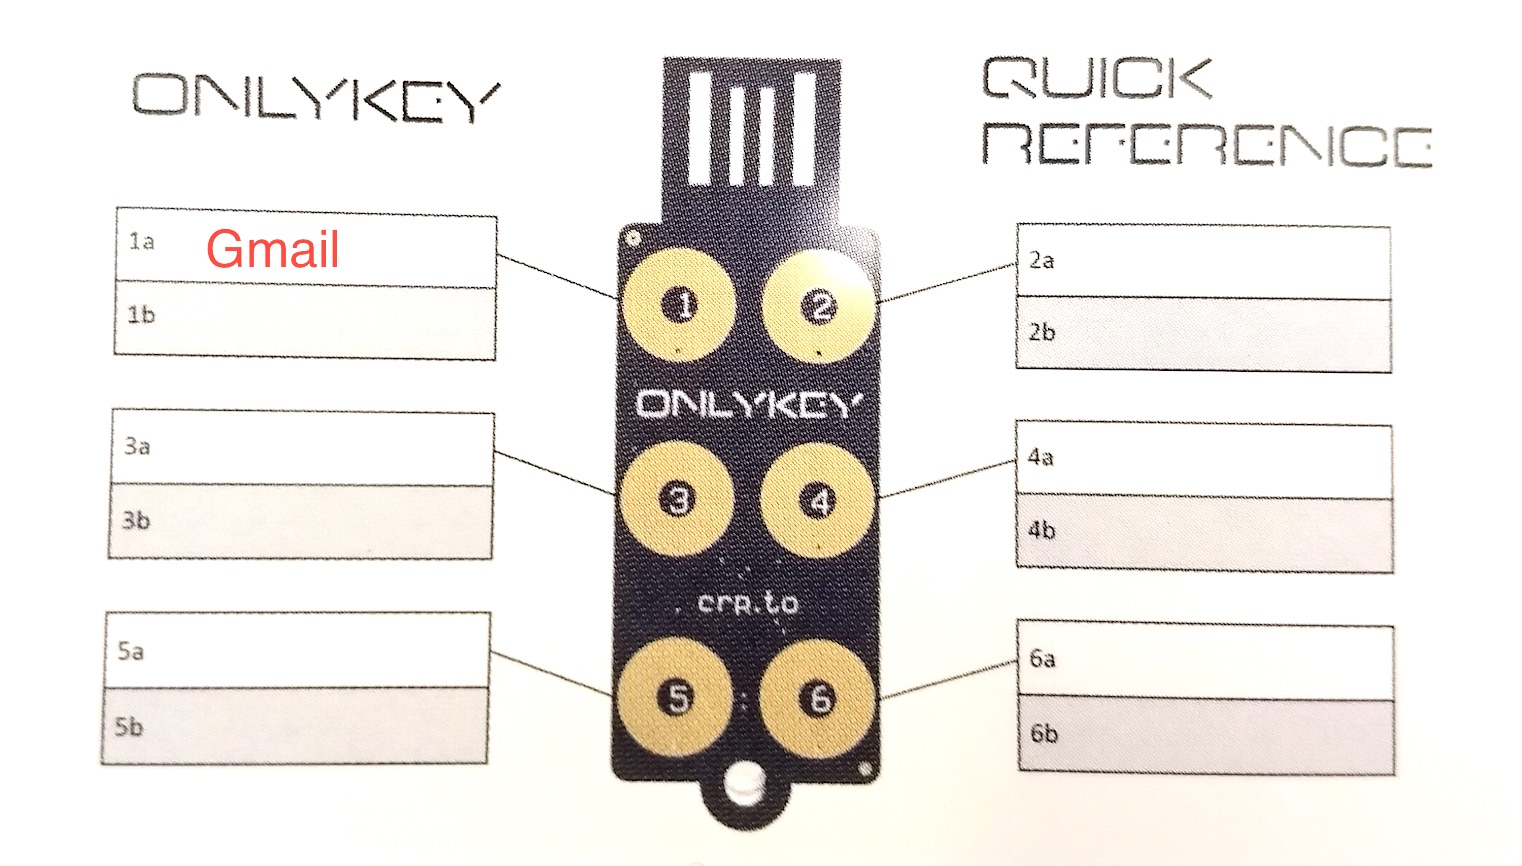 ONLYKEY
QUICK
REFERENCE
1a Gmail
1b
2a
2b
3a
3b
4a
4b
5a
5b
6a
6b
1
2
ONLYKEY
3
4
crp.to
5
6